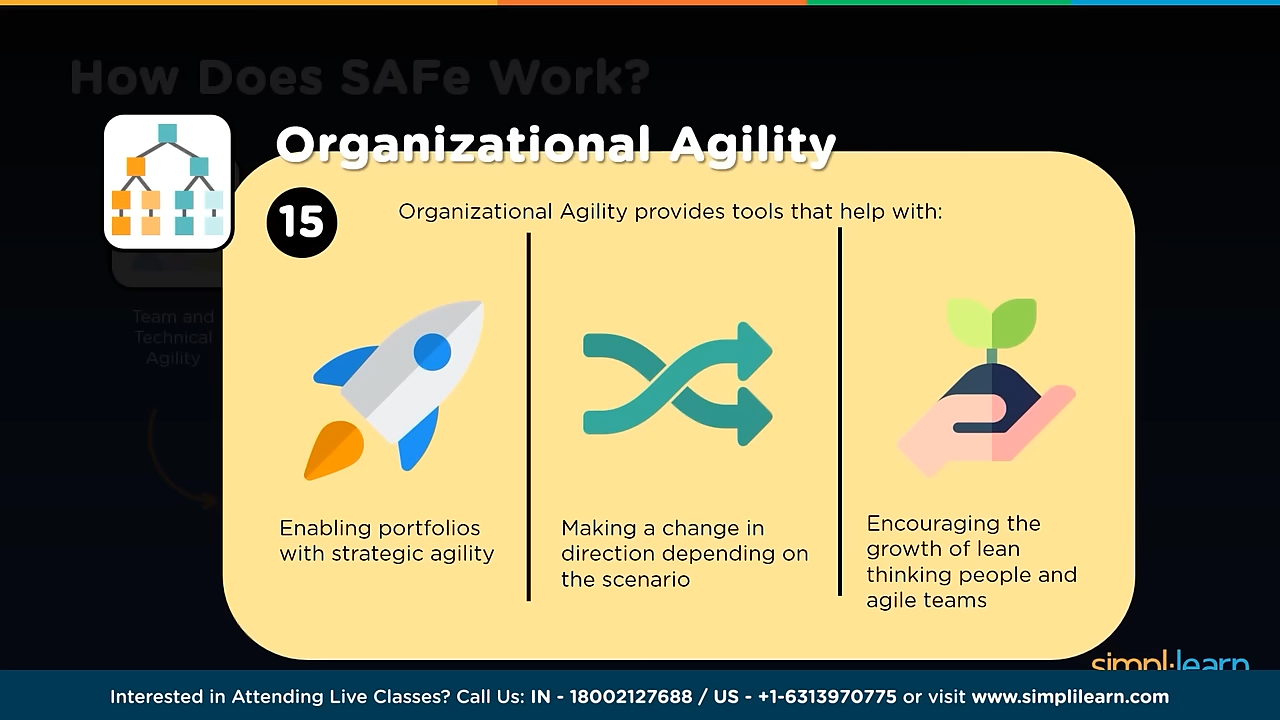 How Does SAFe Work?
Organizational Agility
15
Organizational Agility provides tools that help with:
Team and
Technical
Agility
Enabling portfolios
with strategic agility
Making a change in
direction depending on
the scenario
Encouraging the
growth of lean
thinking people and
agile teams
simpl·learn
Interested in Attending Live Classes? Call Us: IN - 18002127688 / US - +1-6313970775 or visit www.simplilearn.com